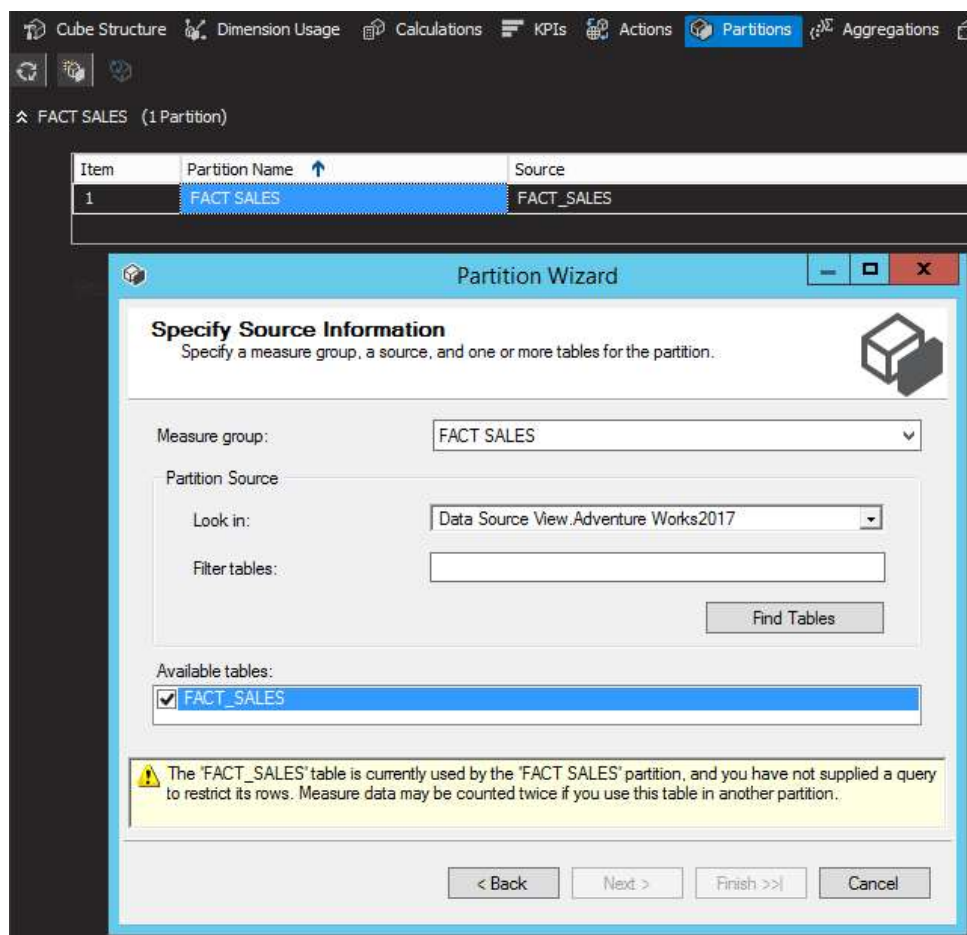 Cube Structure Dimension Usage Calculations KPIs Actions Partitions Aggregations
FACT SALES (1 Partition)
Item Partition Name Source
1 FACT SALES FACT_SALES
Partition Wizard
Specify Source Information
Specify a measure group, a source, and one or more tables for the partition.
Measure group: FACT SALES
Partition Source
Look in: Data Source View.Adventure Works2017
Filter tables:
Find Tables
Available tables:
FACT_SALES
The 'FACT_SALES' table is currently used by the 'FACT SALES' partition, and you have not supplied a query
to restrict its rows. Measure data may be counted twice if you use this table in another partition.
< Back Next > Finish >>| Cancel